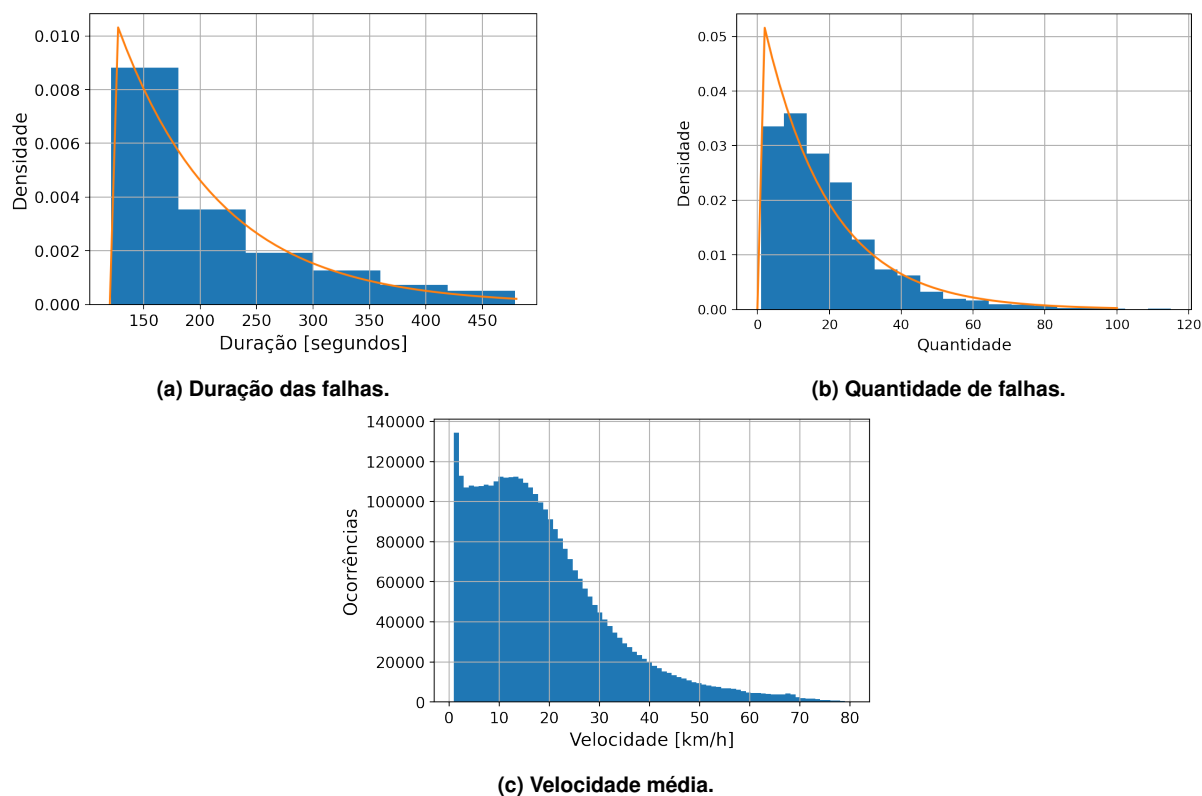 0.010
0.008
0.006
0.004
0.002
0.000
Densidade
150 200 250 300 350 400 450
Duração [segundos]
(a) Duração das falhas.
0.05
0.04
0.03
0.02
0.01
0.00
Densidade
0 20 40 60 80 100 120
Quantidade
(b) Quantidade de falhas.
140000
120000
100000
80000
60000
40000
20000
0
Ocorrências
0 10 20 30 40 50 60 70 80
Velocidade [km/h]
(c) Velocidade média.